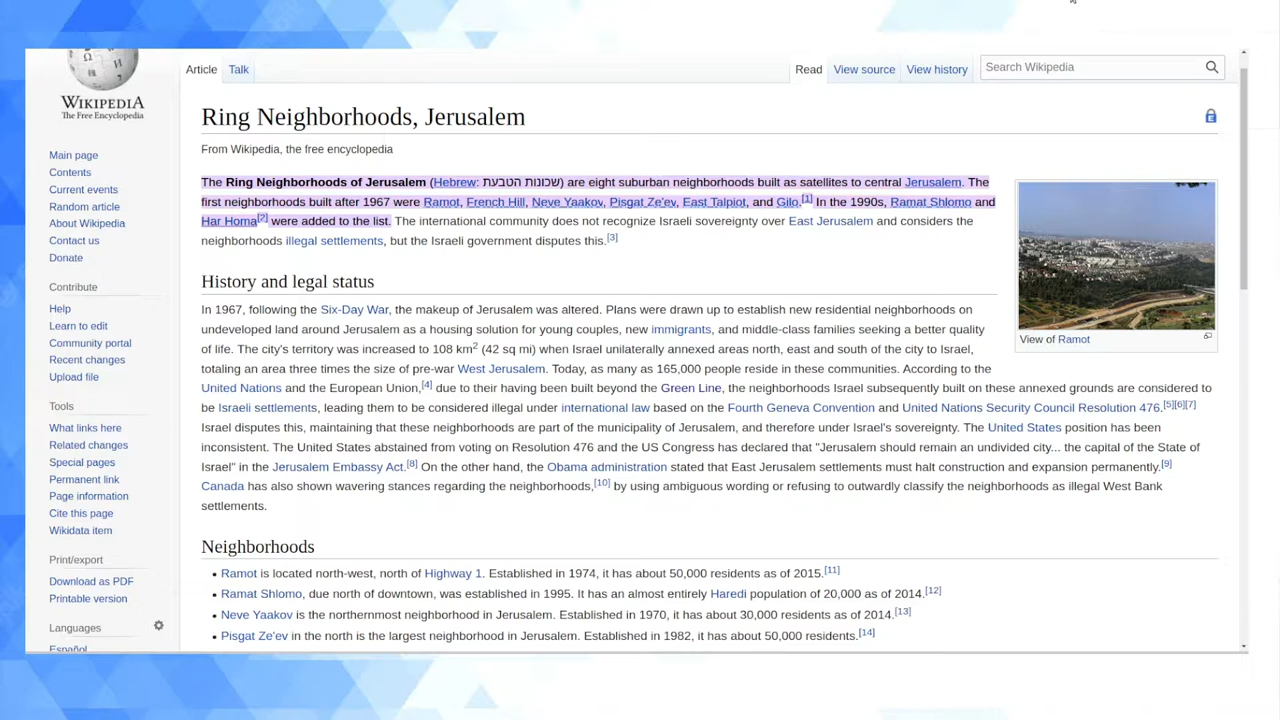 WIKIPEDIA
The Free Encyclopedia
Main page
Contents
Current events
Random article
About Wikipedia
Contact us
Donate
Contribute
Help
Learn to edit
Community portal
Recent changes
Upload file
Tools
What links here
Related changes
Special pages
Permanent link
Page information
Cite this page
Wikidata item
Print/export
Download as PDF
Printable version
Languages
Español
Article Talk
Read View source View history
Search Wikipedia
Ring Neighborhoods, Jerusalem
From Wikipedia, the free encyclopedia
The Ring Neighborhoods of Jerusalem (Hebrew: שכונות הטבעת) are eight suburban neighborhoods built as satellites to central Jerusalem. The
first neighborhoods built after 1967 were Ramot, French Hill, Neve Yaakov, Pisgat Ze'ev, East Talpiot, and Gilo.[1] In the 1990s, Ramat Shlomo and
Har Homa[2] were added to the list. The international community does not recognize Israeli sovereignty over East Jerusalem and considers the
neighborhoods illegal settlements, but the Israeli government disputes this.[3]
View of Ramot
History and legal status
In 1967, following the Six-Day War, the makeup of Jerusalem was altered. Plans were drawn up to establish new residential neighborhoods on
undeveloped land around Jerusalem as a housing solution for young couples, new immigrants, and middle-class families seeking a better quality
of life. The city's territory was increased to 108 km2 (42 sq mi) when Israel unilaterally annexed areas north, east and south of the city to Israel,
totaling an area three times the size of pre-war West Jerusalem. Today, as many as 165,000 people reside in these communities. According to the
United Nations and the European Union,[4] due to their having been built beyond the Green Line, the neighborhoods Israel subsequently built on these annexed grounds are considered to
be Israeli settlements, leading them to be considered illegal under international law based on the Fourth Geneva Convention and United Nations Security Council Resolution 476.[5][6][7]
Israel disputes this, maintaining that these neighborhoods are part of the municipality of Jerusalem, and therefore under Israel's sovereignty. The United States position has been
inconsistent. The United States abstained from voting on Resolution 476 and the US Congress has declared that "Jerusalem should remain an undivided city... the capital of the State of
Israel" in the Jerusalem Embassy Act.[8] On the other hand, the Obama administration stated that East Jerusalem settlements must halt construction and expansion permanently.[9]
Canada has also shown wavering stances regarding the neighborhoods,[10] by using ambiguous wording or refusing to outwardly classify the neighborhoods as illegal West Bank
settlements.
Neighborhoods
• Ramot is located north-west, north of Highway 1. Established in 1974, it has about 50,000 residents as of 2015.[11]
• Ramat Shlomo, due north of downtown, was established in 1995. It has an almost entirely Haredi population of 20,000 as of 2014.[12]
• Neve Yaakov is the northernmost neighborhood in Jerusalem. Established in 1970, it has about 30,000 residents as of 2014.[13]
• Pisgat Ze'ev in the north is the largest neighborhood in Jerusalem. Established in 1982, it has about 50,000 residents.[14]